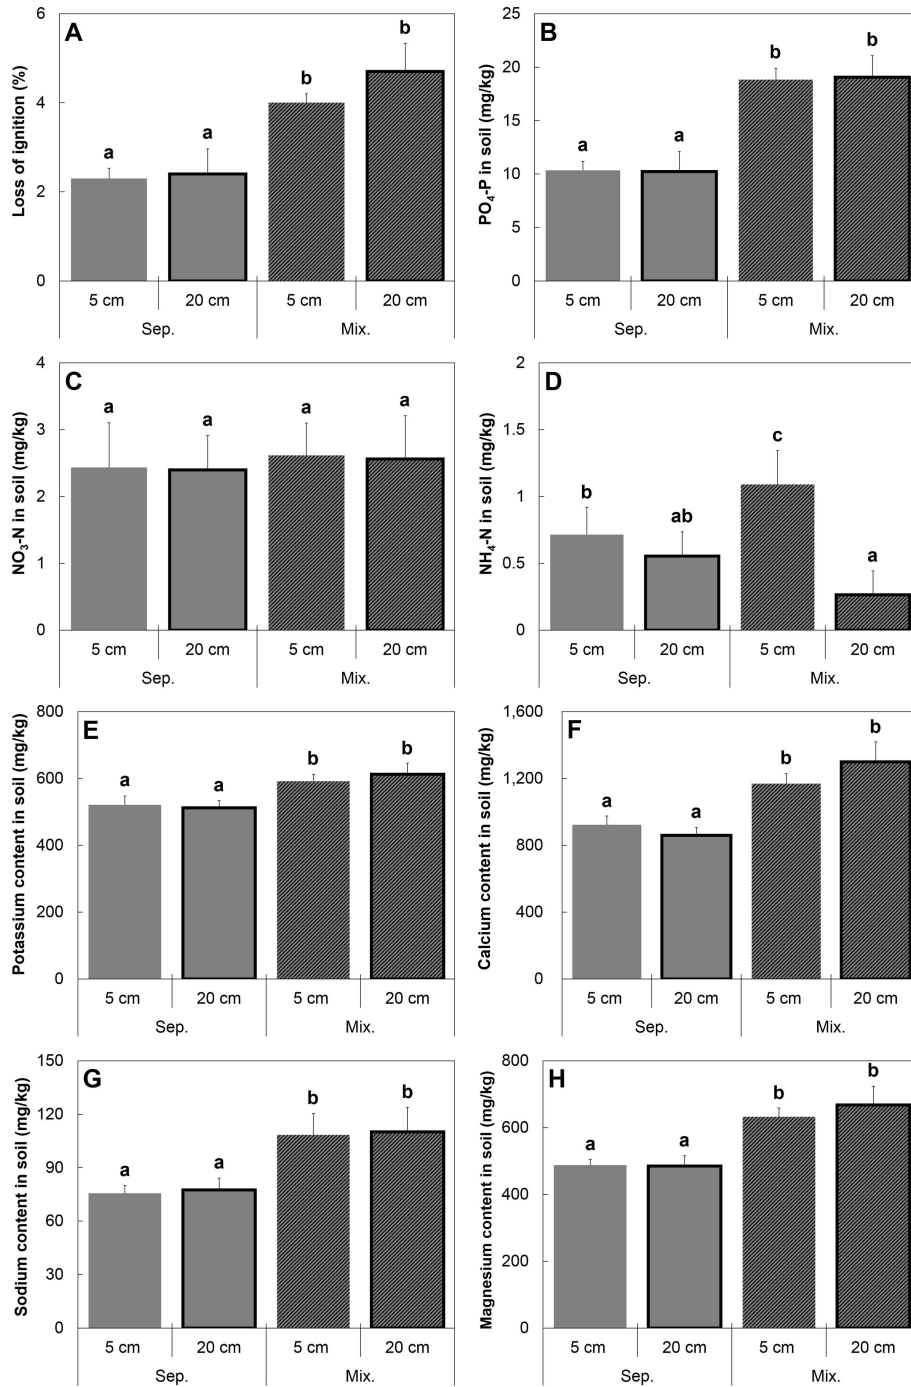 A
Loss of ignition (%)
6
4
2
0
a
a
b
b
5 cm 20 cm 5 cm 20 cm
Sep. Mix.
B
PO4-P in soil (mg/kg)
25
20
15
10
5
0
a
a
b
b
5 cm 20 cm 5 cm 20 cm
Sep. Mix.
C
NO3-N in soil (mg/kg)
4
3
2
1
0
a a a a
5 cm 20 cm 5 cm 20 cm
Sep. Mix.
D
NH4-N in soil (mg/kg)
2
1.5
1
0.5
0
b
ab
c
a
5 cm 20 cm 5 cm 20 cm
Sep. Mix.
E
Potassium content in soil (mg/kg)
800
600
400
200
0
a a b b
5 cm 20 cm 5 cm 20 cm
Sep. Mix.
F
Calcium content in soil (mg/kg)
1,600
1,200
800
400
0
a a b b
5 cm 20 cm 5 cm 20 cm
Sep. Mix.
G
Sodium content in soil (mg/kg)
150
120
90
60
30
0
a a b b
5 cm 20 cm 5 cm 20 cm
Sep. Mix.
H
Magnesium content in soil (mg/kg)
800
600
400
200
0
a a b b
5 cm 20 cm 5 cm 20 cm
Sep. Mix.